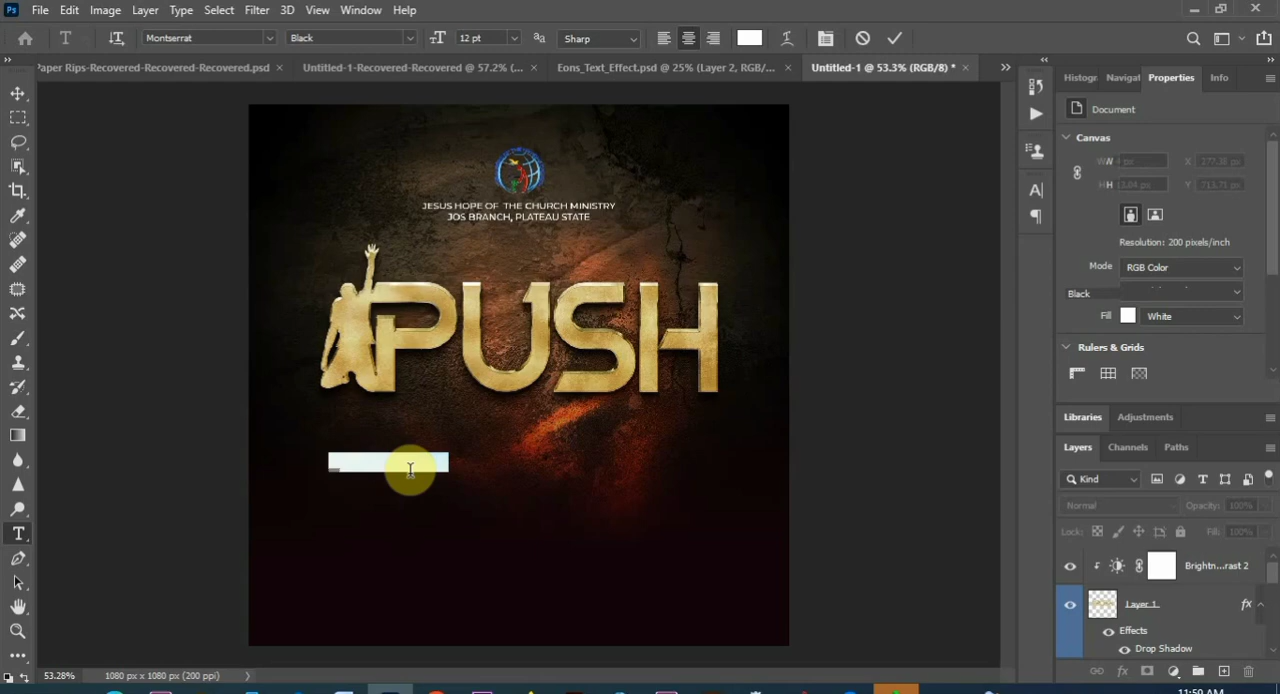 Ps File Edit Image Layer Type Select Filter 3D View Window Help
Montserrat Black 12 pt Sharp
Paper Rips-Recovered-Recovered-Recovered.psd × Untitled-1-Recovered-Recovered @ 57.2% (... × Eons_Text_Effect.psd @ 25% (Layer 2, RGB/... × Untitled-1 @ 53.3% (RGB/8) * ×
Histogr Navigat Properties Info
Document
Canvas
Resolution: 200 pixels/inch
Mode RGB Color
Black
Fill White
Rulers & Grids
Libraries Adjustments
Layers Channels Paths
Kind
Normal Opacity: 100%
Lock: Fill: 100%
Brightn...rast 2
Layer 1 fx
Effects
Drop Shadow
JESUS HOPE OF THE CHURCH MINISTRY
JOS BRANCH, PLATEAU STATE
PUSH
53.28% 1080 px x 1080 px (200 ppi)
11:59 AM